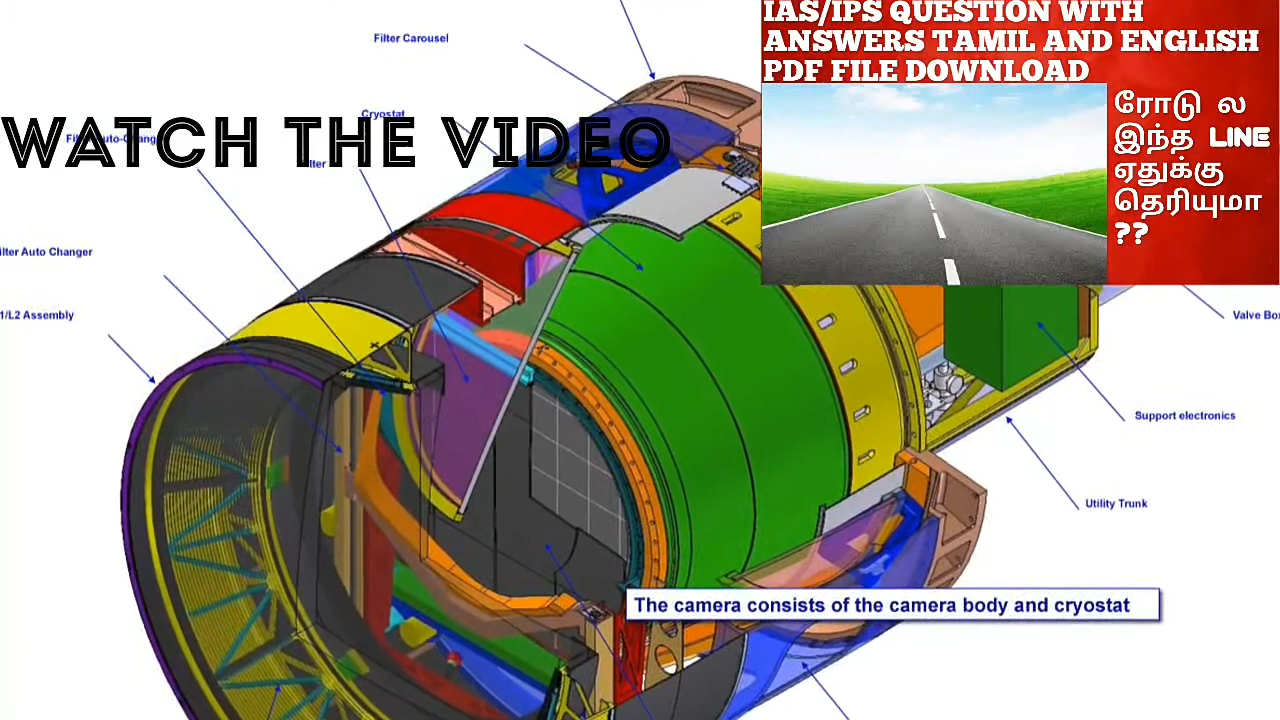 IAS/IPS QUESTION WITH
ANSWERS TAMIL AND ENGLISH
PDF FILE DOWNLOAD
ரோடு ல
இந்த LINE
ஏதுக்கு
தெரியுமா
??
Filter Carousel
Cryostat
WATCH THE VIDEO
Filter Auto Changer
L1/L2 Assembly
Support electronics
Utility Trunk
The camera consists of the camera body and cryostat